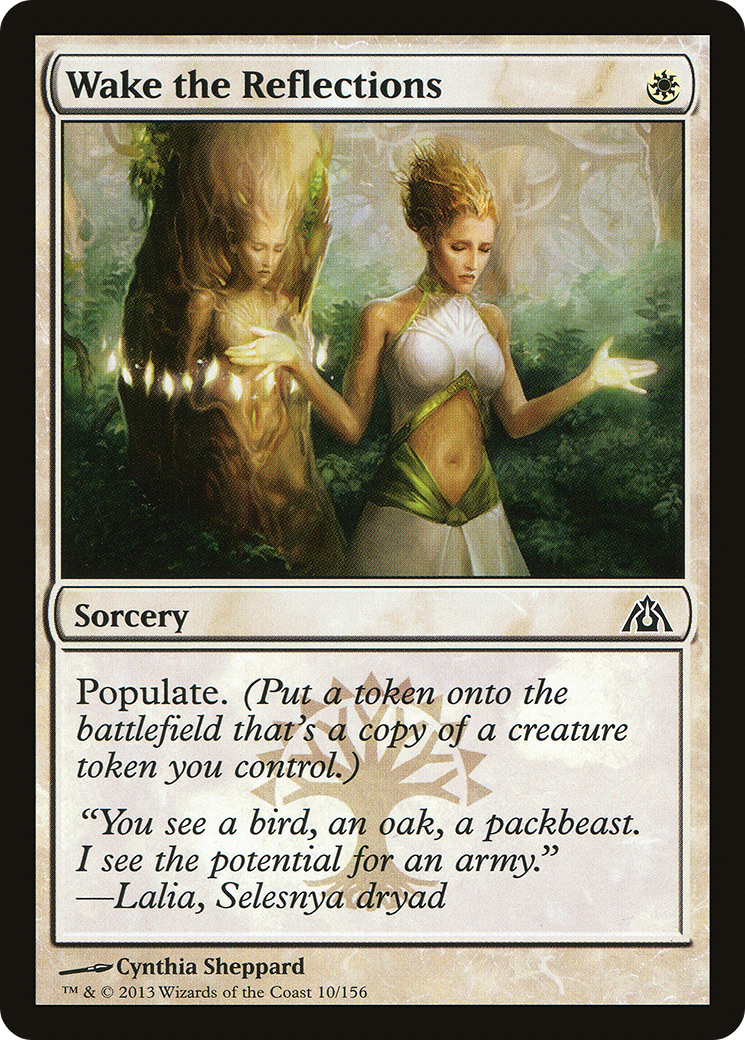 Wake the Reflections
Sorcery
Populate. (Put a token onto the
battlefield that's a copy of a creature
token you control.)
“You see a bird, an oak, a packbeast.
I see the potential for an army.”
—Lalia, Selesnya dryad
Cynthia Sheppard
™ & © 2013 Wizards of the Coast 10/156